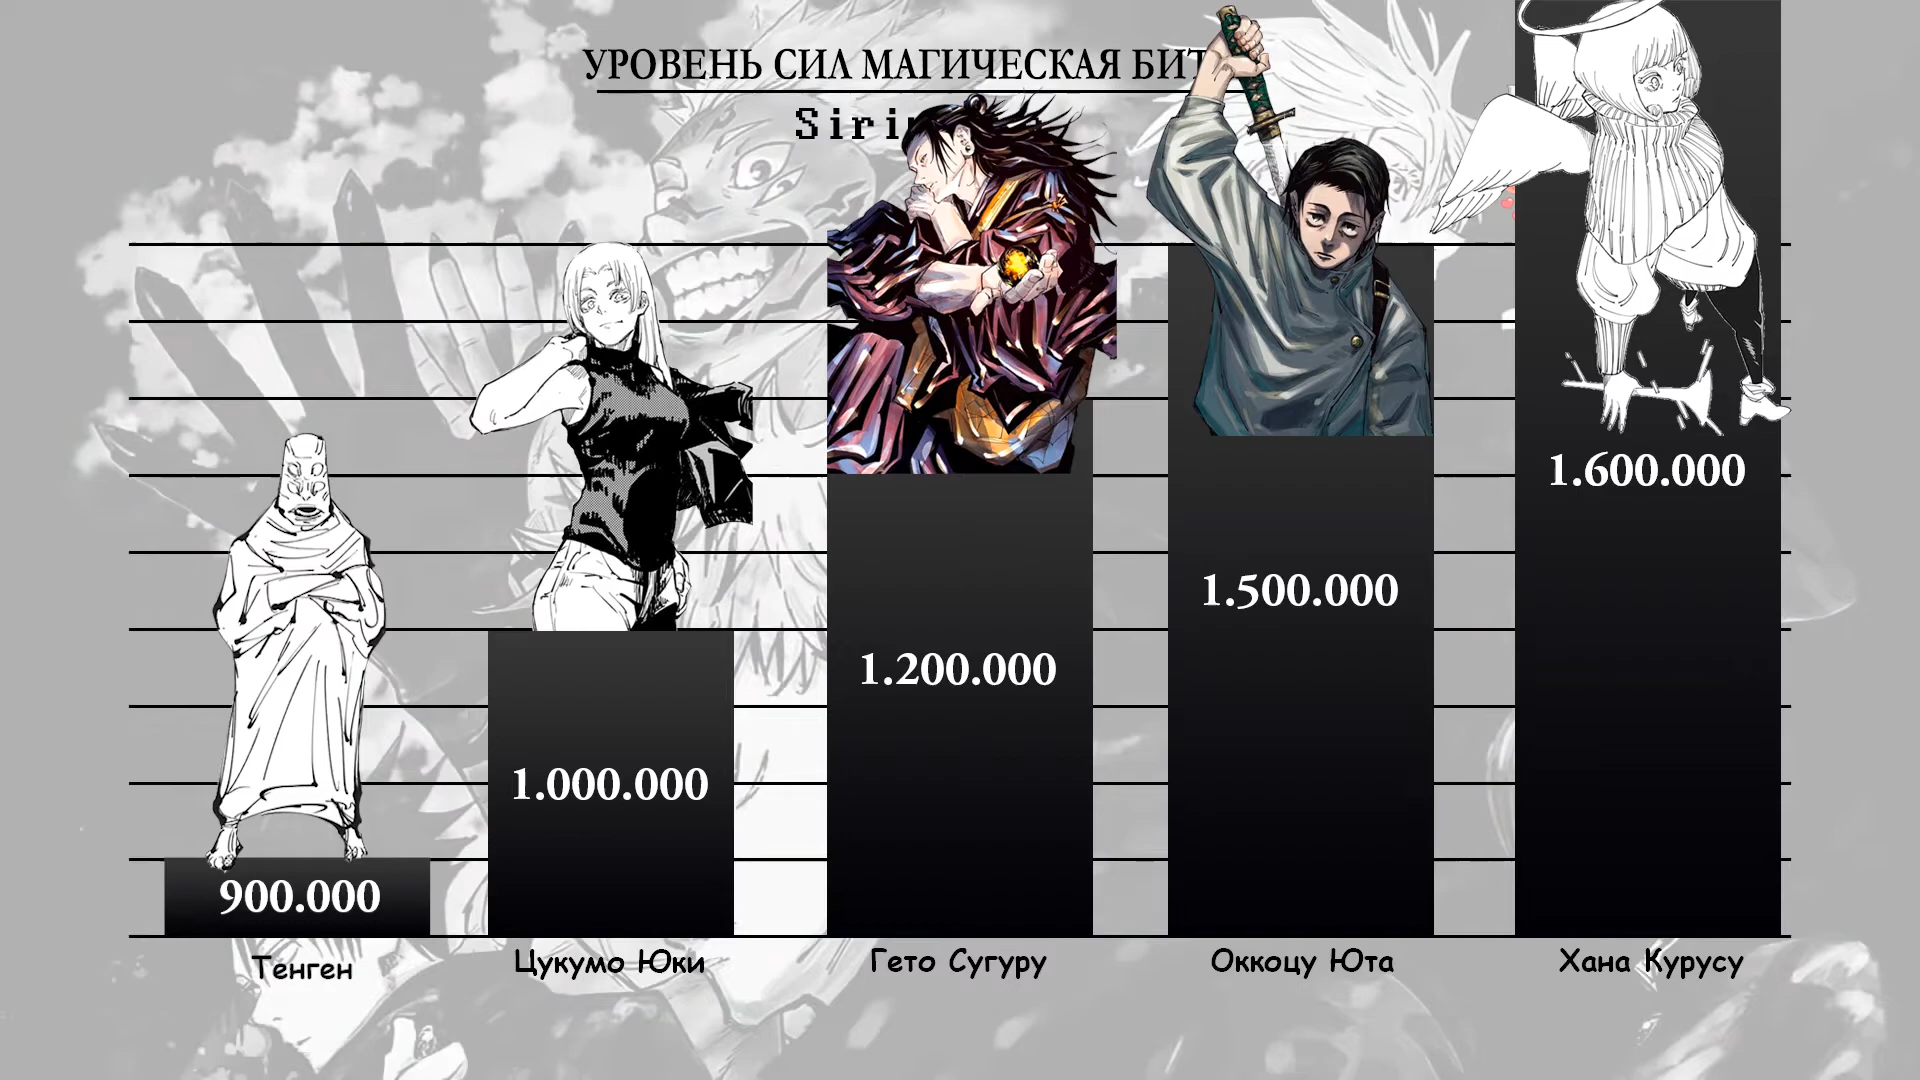 УРОВЕНЬ СИЛ МАГИЧЕСКАЯ БИТ
Siri
1.600.000
1.500.000
1.200.000
1.000.000
900.000
Тенген
Цукумо Юки
Гето Сугуру
Оккоцу Юта
Хана Курусу